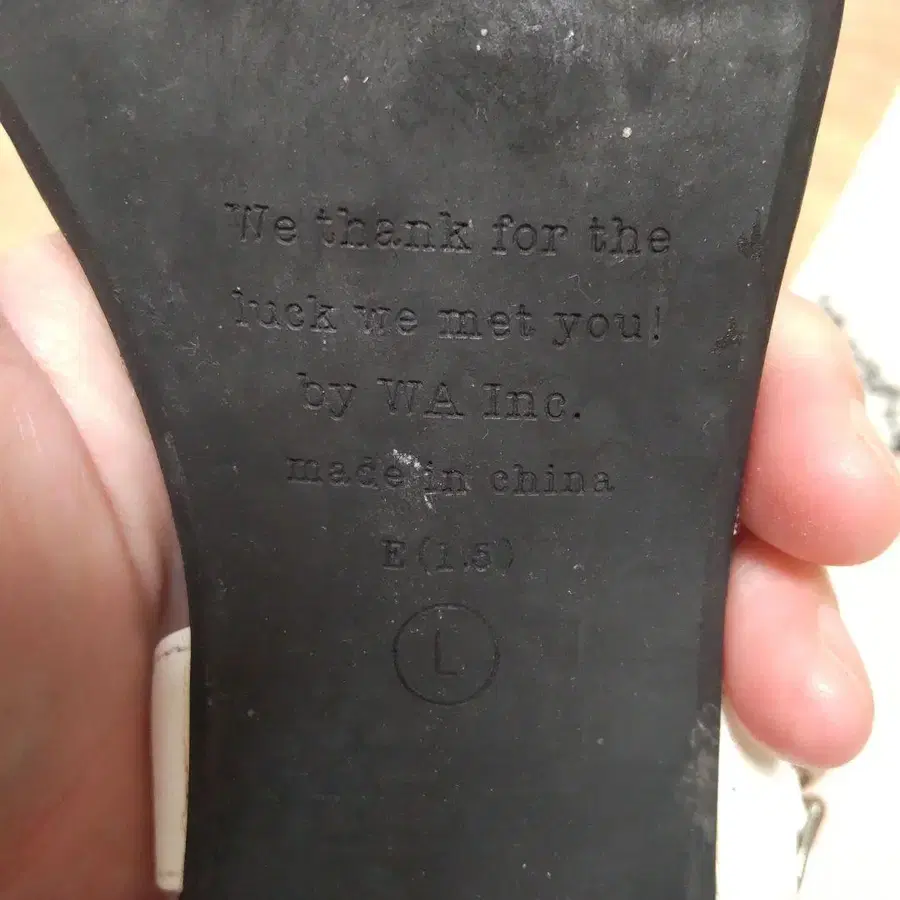 We thank for the
luck we met you!
by WA Inc.
made in china
E(1.5)
L